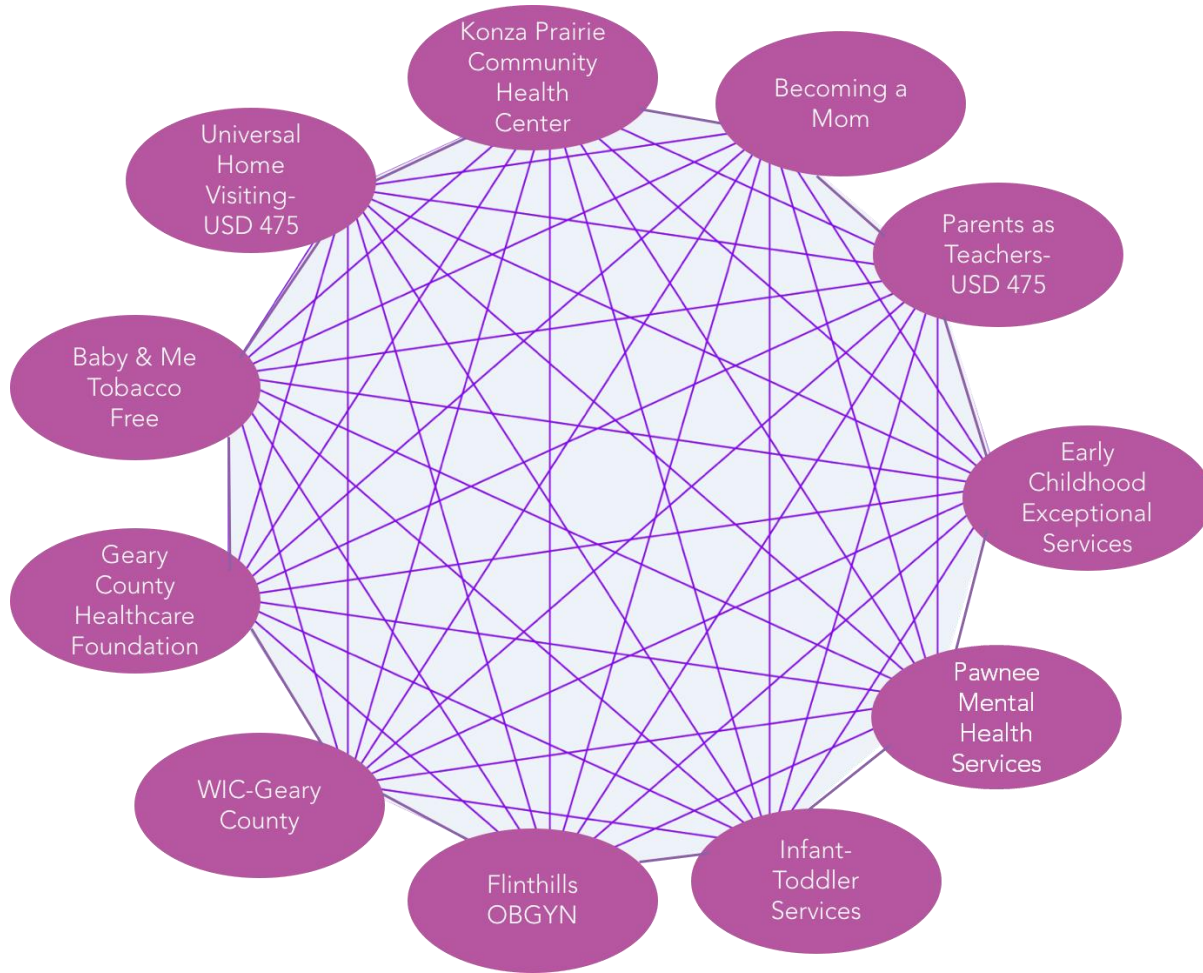 Konza Prairie
Community
Health
Center
Becoming a
Mom
Universal
Home
Visiting-
USD 475
Parents as
Teachers-
USD 475
Baby & Me
Tobacco
Free
Early
Childhood
Exceptional
Services
Geary
County
Healthcare
Foundation
Pawnee
Mental
Health
Services
WIC-Geary
County
Infant-
Toddler
Services
Flinthills
OBGYN